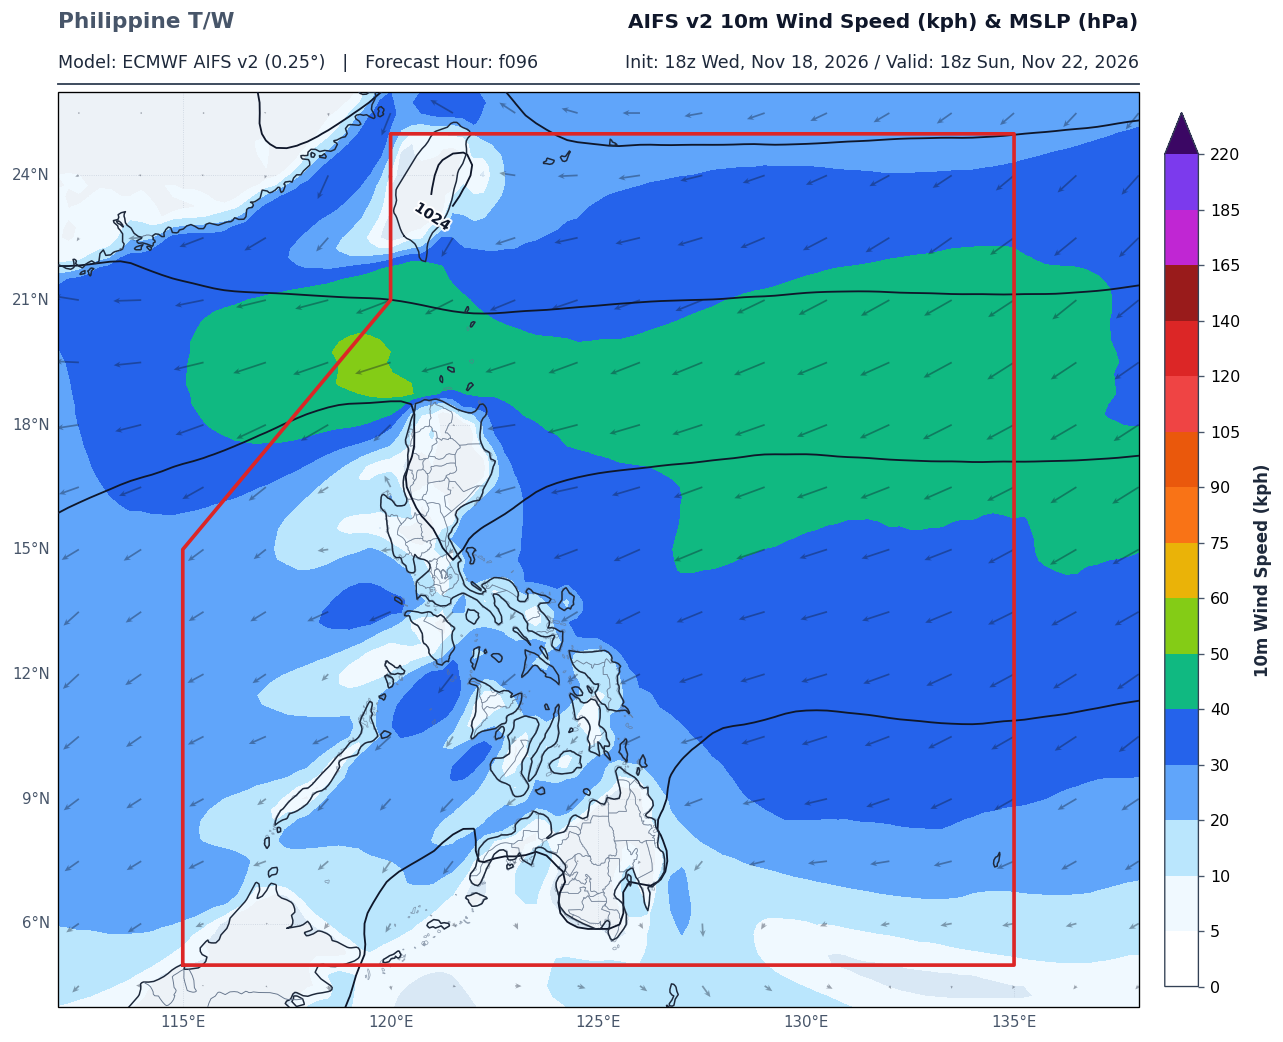 Philippine T/W
AIFS v2 10m Wind Speed (kph) & MSLP (hPa)
Model: ECMWF AIFS v2 (0.25°) | Forecast Hour: f096
Init: 18z Wed, Nov 18, 2026 / Valid: 18z Sun, Nov 22, 2026
24°N
21°N
18°N
15°N
12°N
9°N
6°N
1024
115°E
120°E
125°E
130°E
135°E
220
185
165
140
120
105
90
75
60
50
40
30
20
10
5
0
10m Wind Speed (kph)